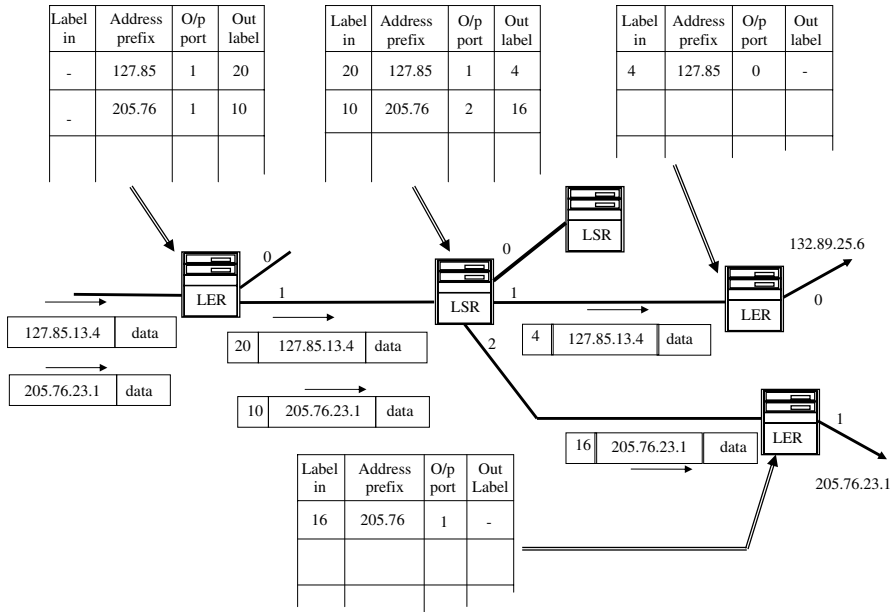 Label in Address prefix O/p port Out label
- 127.85 1 20
- 205.76 1 10
Label in Address prefix O/p port Out label
20 127.85 1 4
10 205.76 2 16
Label in Address prefix O/p port Out label
4 127.85 0 -
LSR
0
0
132.89.25.6
LER
1
LSR
1
LER
0
127.85.13.4 data
20 127.85.13.4 data
2
4 127.85.13.4 data
205.76.23.1 data
10 205.76.23.1 data
16 205.76.23.1 data
LER
1
205.76.23.1
Label in Address prefix O/p port Out Label
16 205.76 1 -